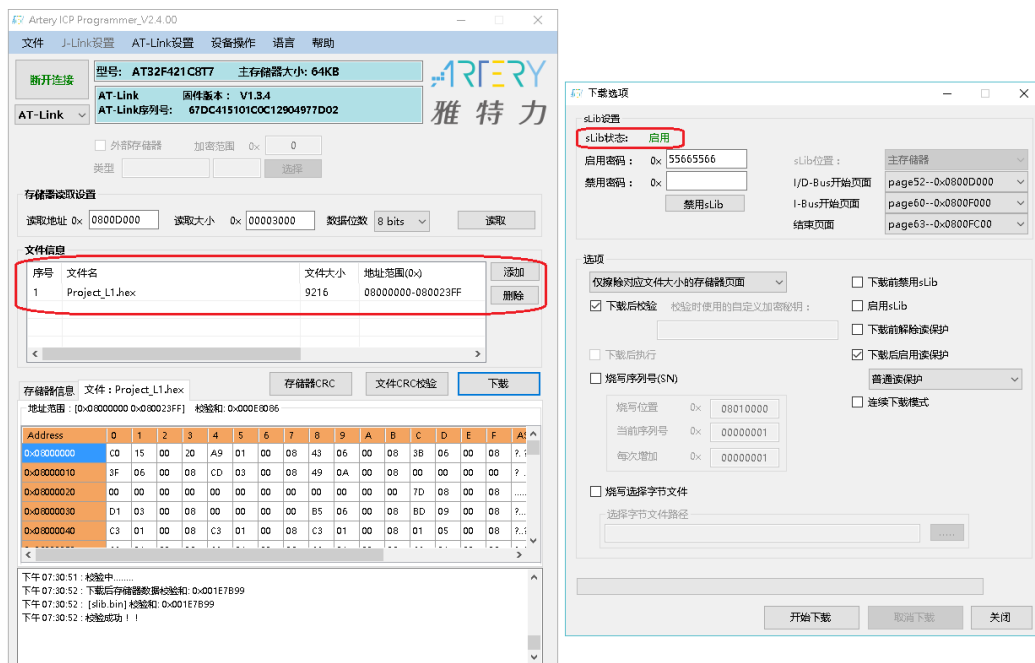 Artery ICP Programmer_V2.4.00
文件 J-Link设置 AT-Link设置 设备操作 语言 帮助
断开连接
型号: AT32F421C8T7 主存储器大小: 64KB
AT-Link 固件版本: V1.3.4
AT-Link序列号: 67DC415101C0C12904977D02
AT-Link
ARTERY
雅特力
外部存储器 加密范围 0x 0
类型 选择
存储器读取设置
读取地址 0x 0800D000 读取大小 0x 00003000 数据位数 8 bits 读取
文件信息
序号 文件名 文件大小 地址范围(0x) 添加
1 Project_L1.hex 9216 08000000-080023FF 删除
存储器信息 文件: Project_L1.hex 存储器CRC 文件CRC校验 下载
地址范围: [0x08000000 0x080023FF] 校验和: 0x000E8086
Address 0 1 2 3 4 5 6 7 8 9 A B C D E F AS
0x08000000 C0 15 00 20 A9 01 00 08 43 06 00 08 3B 06 00 08 ?. ?
0x08000010 3F 06 00 08 CD 03 00 08 49 0A 00 08 00 00 00 00 ? .
0x08000020 00 00 00 00 00 00 00 00 00 00 00 00 7D 08 00 08 .....
0x08000030 D1 03 00 08 00 00 00 00 B5 06 00 08 BD 09 00 08 ?...
0x08000040 C3 01 00 08 C3 01 00 08 C3 01 00 08 01 05 00 08 ?..?
下午 07:30:51 : 校验中........
下午 07:30:52 : 下载后存储器数据校验和: 0x001E7B99
下午 07:30:52 : [slib.bin] 校验和: 0x001E7B99
下午 07:30:52 : 校验成功！！
下载选项
sLib设置
sLib状态: 启用
启用密码: 0x 55665566 sLib位置: 主存储器
禁用密码: 0x I/D-Bus开始页面 page52--0x0800D000
禁用sLib I-Bus开始页面 page60--0x0800F000
结束页面 page63--0x0800FC00
选项
仅擦除对应文件大小的存储器页面 下载前禁用sLib
下载后校验 校验时使用的自定义加密秘钥: 启用sLib
下载前解除读保护
下载后执行 下载后启用读保护
烧写序列号(SN) 普通读保护
烧写位置 0x 08010000 连续下载模式
当前序列号 0x 00000001
每次增加 0x 00000001
烧写选择字节文件
选择字节文件路径
.....
开始下载 取消下载 关闭